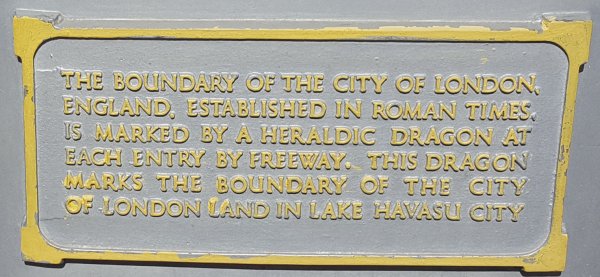 THE BOUNDARY OF THE CITY OF LONDON,
ENGLAND, ESTABLISHED IN ROMAN TIMES,
IS MARKED BY A HERALDIC DRAGON AT
EACH ENTRY BY FREEWAY. THIS DRAGON
MARKS THE BOUNDARY OF THE CITY
OF LONDON LAND IN LAKE HAVASU CITY